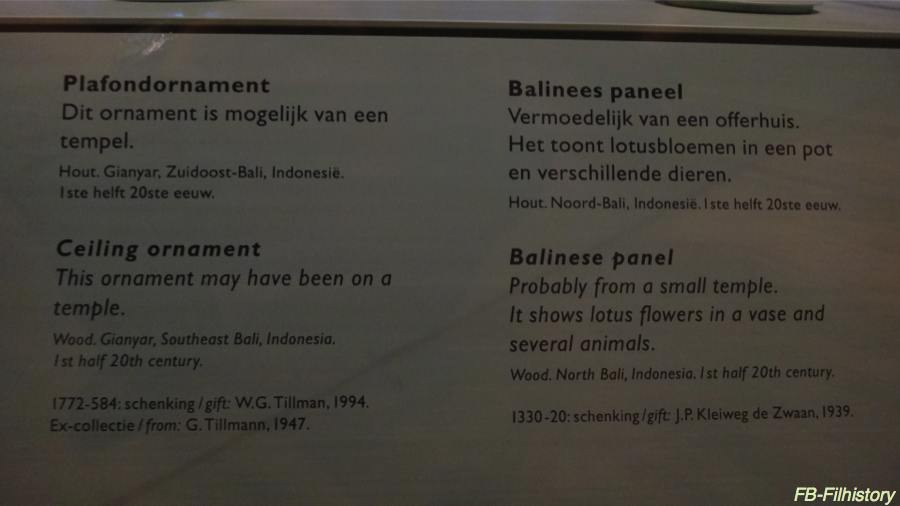 Plafondornament
Dit ornament is mogelijk van een
tempel.
Hout. Gianyar, Zuidoost-Bali, Indonesië.
1ste helft 20ste eeuw.
Ceiling ornament
This ornament may have been on a
temple.
Wood. Gianyar, Southeast Bali, Indonesia.
1st half 20th century.
1772-584: schenking/gift: W.G. Tillman, 1994.
Ex-collectie/from: G. Tillmann, 1947.
Balinees paneel
Vermoedelijk van een offerhuis.
Het toont lotusbloemen in een pot
en verschillende dieren.
Hout. Noord-Bali, Indonesië. 1ste helft 20ste eeuw.
Balinese panel
Probably from a small temple.
It shows lotus flowers in a vase and
several animals.
Wood. North Bali, Indonesia. 1st half 20th century.
1330-20: schenking/gift: J.P. Kleiweg de Zwaan, 1939.
FB-Filhistory